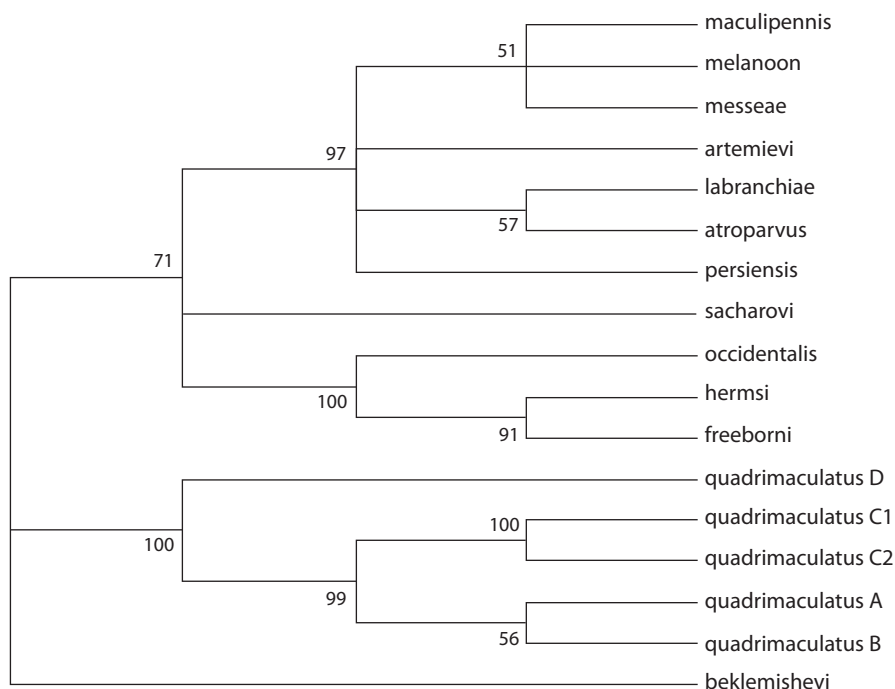 maculipennis
51
melanoon
messeae
artemievi
97
labranchiae
57
atroparvus
71
persiensis
sacharovi
occidentalis
100
hermsi
91
freeborni
quadrimaculatus D
100
quadrimaculatus C1
100
quadrimaculatus C2
99
quadrimaculatus A
56
quadrimaculatus B
beklemishevi